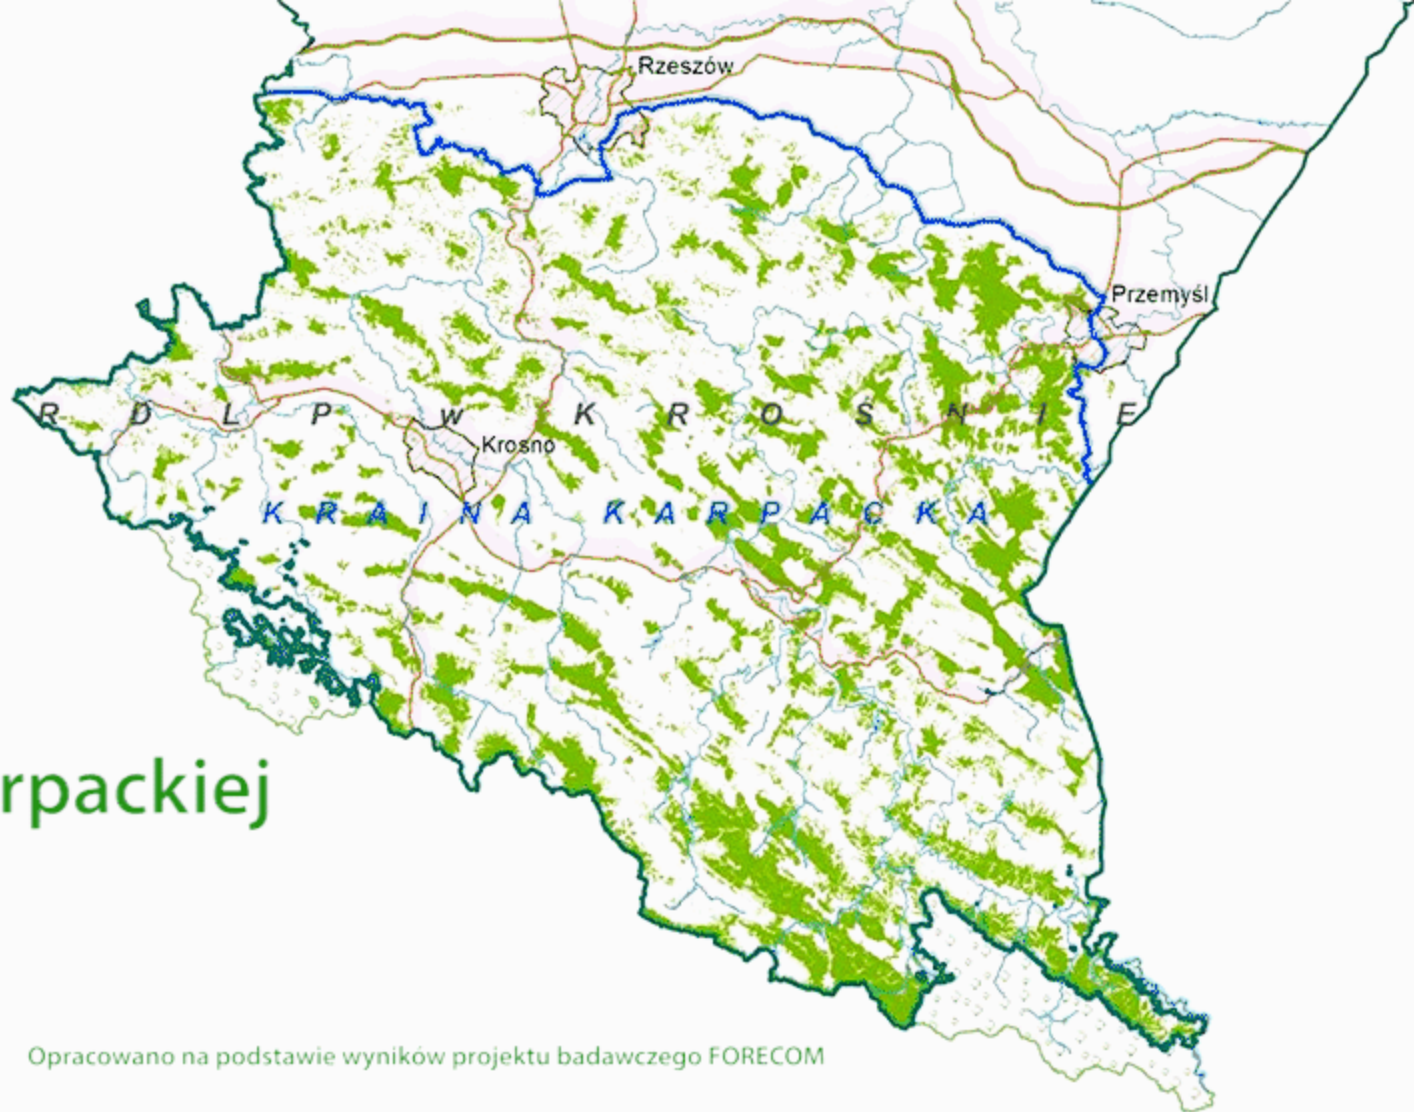 Rzeszów
Przemyśl
R D L P w K R O Ś N I E
Krosno
K R A I N A K A R P A C K A
rpackiej
Opracowano na podstawie wyników projektu badawczego FORECOM